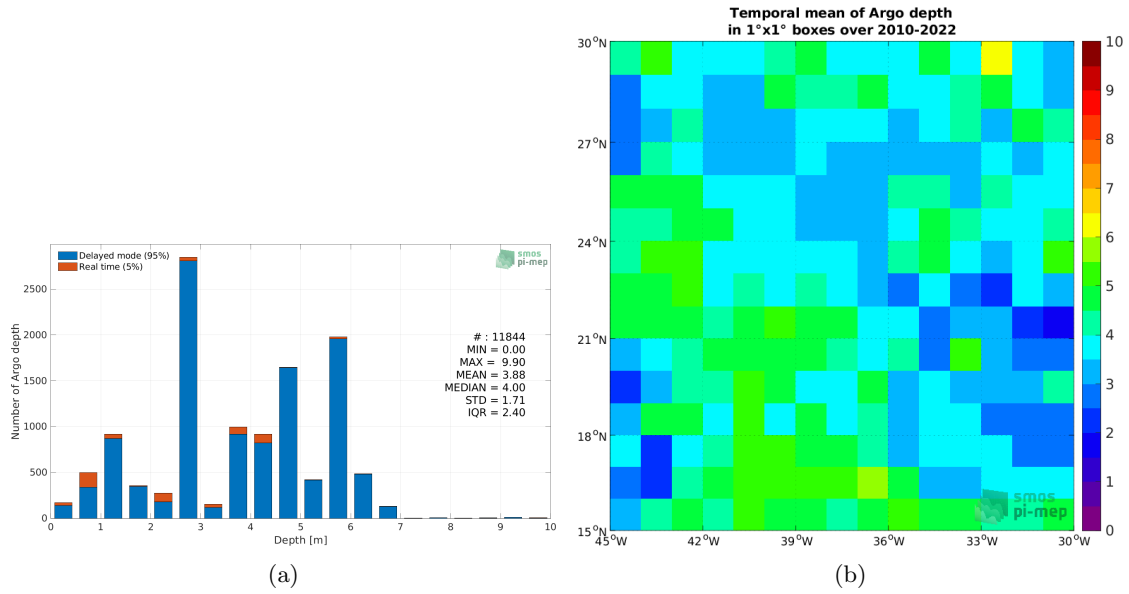 Delayed mode (95%)
Real time (5%)
smos
pi-mep
# : 11844
MIN = 0.00
MAX = 9.90
MEAN = 3.88
MEDIAN = 4.00
STD = 1.71
IQR = 2.40
Number of Argo depth
2500
2000
1500
1000
500
0
0 1 2 3 4 5 6 7 8 9 10
Depth [m]
(a)
Temporal mean of Argo depth
in 1°x1° boxes over 2010-2022
30°N
27°N
24°N
21°N
18°N
15°N
45°W 42°W 39°W 36°W 33°W 30°W
10
9
8
7
6
5
4
3
2
1
0
smos
pi-mep
(b)